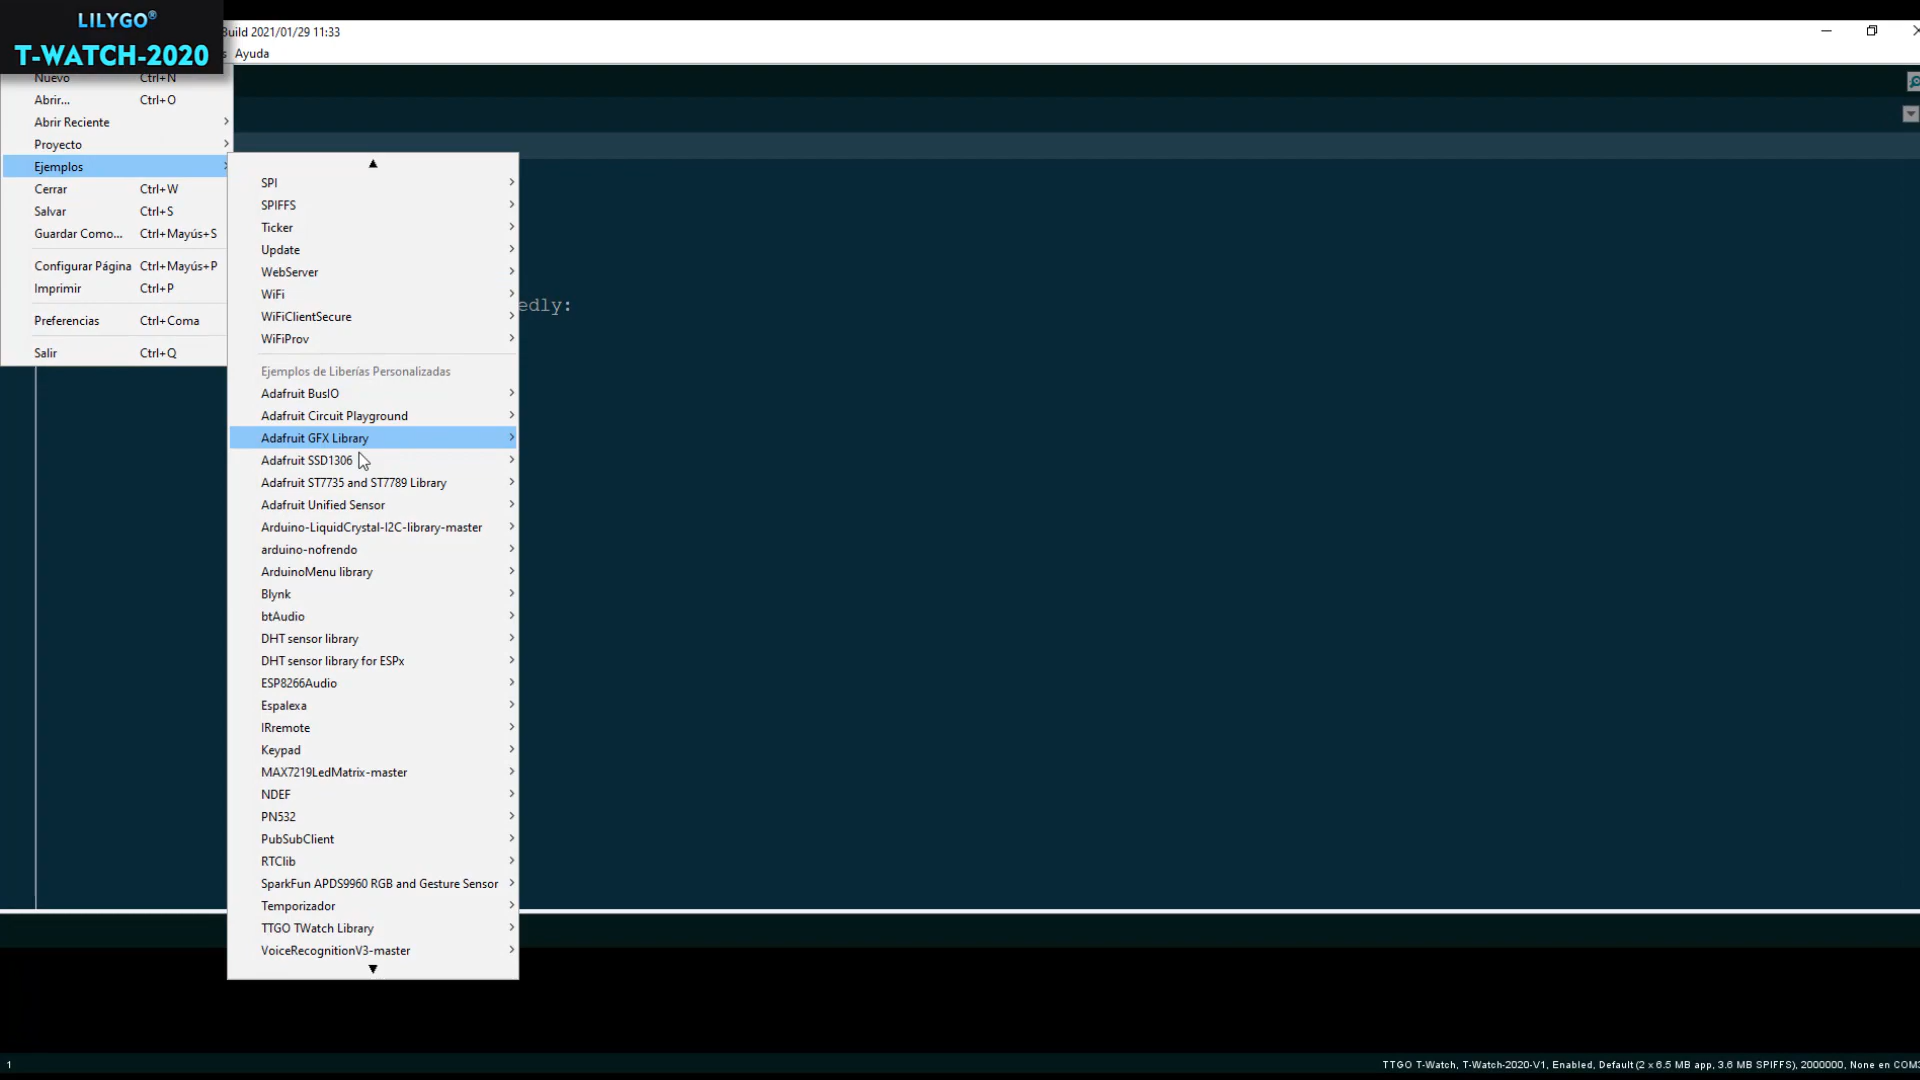 LILYGO®
T-WATCH-2020
Build 2021/01/29 11:33
Ayuda
Nuevo Ctrl+N
Abrir... Ctrl+O
Abrir Reciente
Proyecto
Ejemplos
Cerrar Ctrl+W
Salvar Ctrl+S
Guardar Como... Ctrl+Mayús+S
Configurar Página Ctrl+Mayús+P
Imprimir Ctrl+P
Preferencias Ctrl+Coma
Salir Ctrl+Q
SPI
SPIFFS
Ticker
Update
WebServer
WiFi
edly:
WiFiClientSecure
WiFiProv
Ejemplos de Liberías Personalizadas
Adafruit BusIO
Adafruit Circuit Playground
Adafruit GFX Library
Adafruit SSD1306
Adafruit ST7735 and ST7789 Library
Adafruit Unified Sensor
Arduino-LiquidCrystal-I2C-library-master
arduino-nofrendo
ArduinoMenu library
Blynk
btAudio
DHT sensor library
DHT sensor library for ESPx
ESP8266Audio
Espalexa
IRremote
Keypad
MAX7219LedMatrix-master
NDEF
PN532
PubSubClient
RTClib
SparkFun APDS9960 RGB and Gesture Sensor
Temporizador
TTGO TWatch Library
VoiceRecognitionV3-master
1
TTGO T-Watch, T-Watch-2020-V1, Enabled, Default (2 x 6.5 MB app, 3.6 MB SPIFFS), 2000000, None en COM3